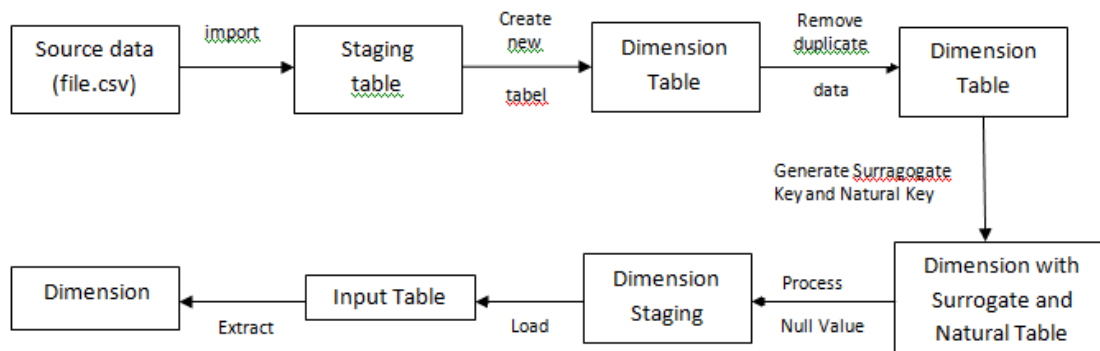 Source data
(file.csv)
import
Staging
table
Create
new
tabel
Dimension
Table
Remove
duplicate
data
Dimension
Table
Generate Surragogate
Key and Natural Key
Dimension with
Surrogate and
Natural Table
Process
Null Value
Dimension
Staging
Load
Input Table
Extract
Dimension